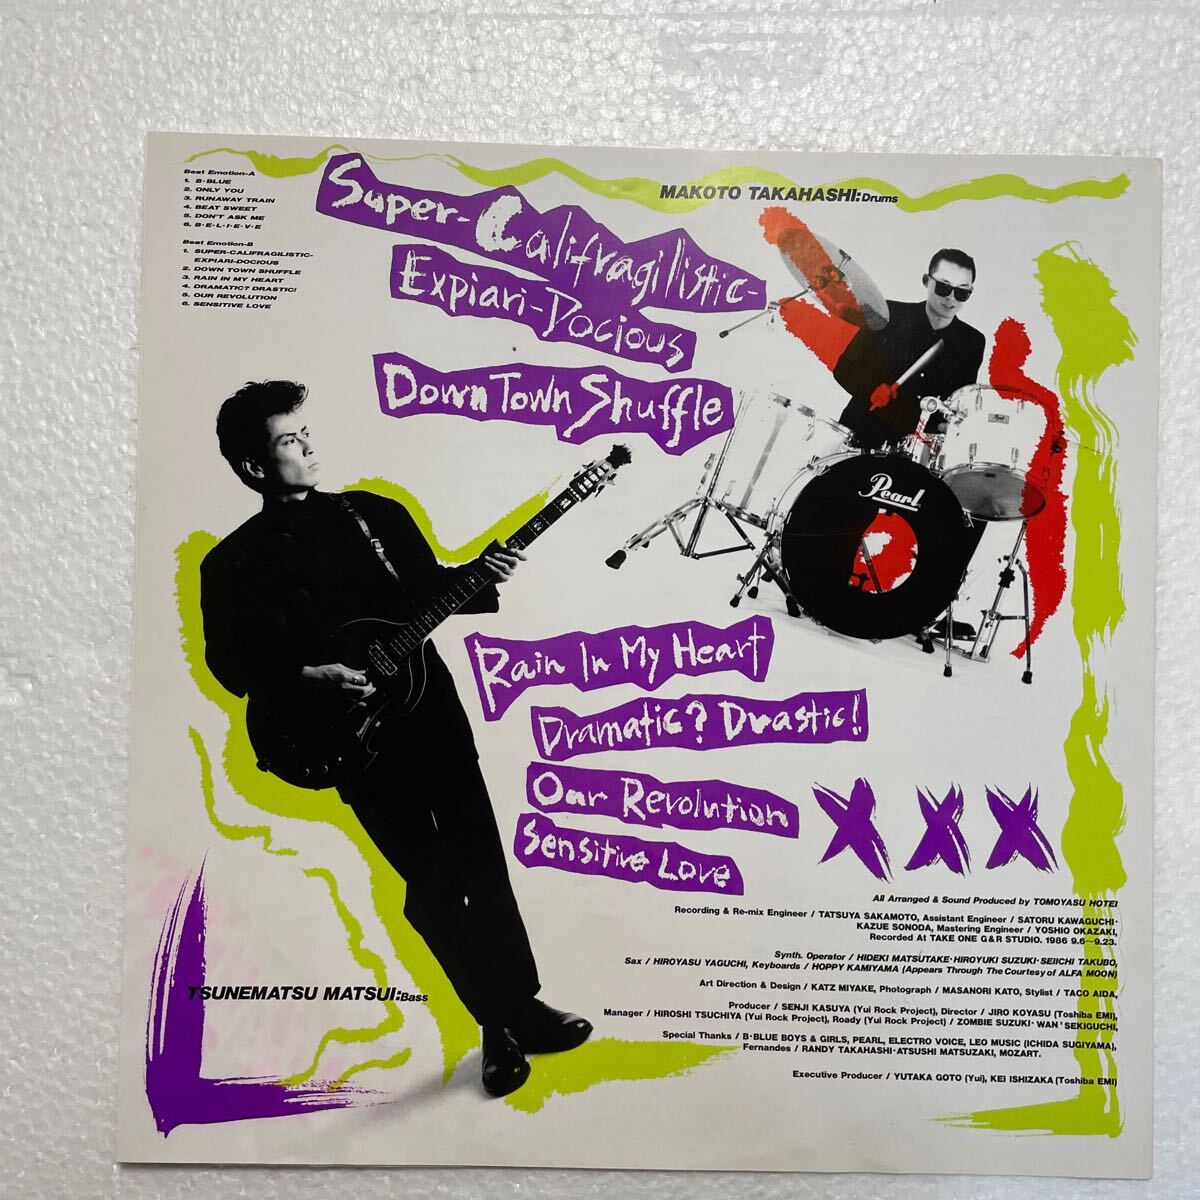 Beat Emotion-A
1. B・BLUE
2. ONLY YOU
3. RUNAWAY TRAIN
4. BEAT SWEET
5. DON'T ASK ME
6. B・E・L・I・E・V・E
Beat Emotion-B
1. SUPER-CALIFRAGILISTIC-
EXPIARI-DOCIOUS
2. DOWN TOWN SHUFFLE
3. RAIN IN MY HEART
4. DRAMATIC? DRASTIC!
5. OUR REVOLUTION
6. SENSITIVE LOVE
Super-Califragilistic-
Expiari-Docious
Down Town Shuffle
MAKOTO TAKAHASHI:Drums
Pearl
Pearl
Rain In My Heart
Dramatic? Drastic!
Our Revolution
Sensitive Love
XXX
TSUNEMATSU MATSUI:Bass
All Arranged & Sound Produced by TOMOYASU HOTEI
Recording & Re-mix Engineer / TATSUYA SAKAMOTO, Assistant Engineer / SATORU KAWAGUCHI・
KAZUE SONODA, Mastering Engineer / YOSHIO OKAZAKI,
Recorded At TAKE ONE G&R STUDIO. 1986 9.6〜9.23.
Synth. Operator / HIDEKI MATSUTAKE・HIROYUKI SUZUKI・SEIICHI TAKUBO,
Sax / HIROYASU YAGUCHI, Keyboards / HOPPY KAMIYAMA (Appears Through The Courtesy of ALFA MOON)
Art Direction & Design / KATZ MIYAKE, Photograph / MASANORI KATO, Stylist / TACO AIDA,
Producer / SENJI KASUYA (Yui Rock Project), Director / JIRO KOYASU (Toshiba EMI),
Manager / HIROSHI TSUCHIYA (Yui Rock Project), Roady (Yui Rock Project) / ZOMBIE SUZUKI・WAN' SEKIGUCHI,
Special Thanks / B・BLUE BOYS & GIRLS, PEARL, ELECTRO VOICE, LEO MUSIC (ICHIDA SUGIYAMA),
Fernandes / RANDY TAKAHASHI・ATSUSHI MATSUZAKI, MOZART.
Executive Producer / YUTAKA GOTO (Yui), KEI ISHIZAKA (Toshiba EMI)